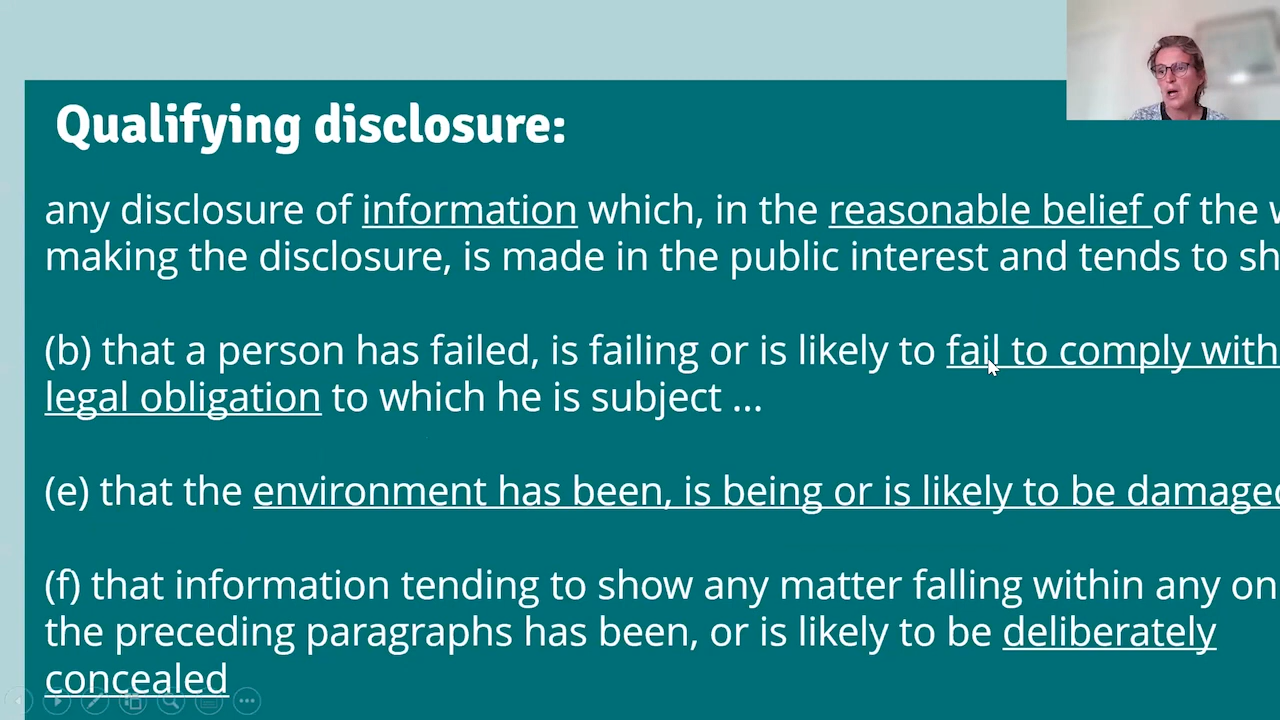 Qualifying disclosure:
any disclosure of information which, in the reasonable belief of the
making the disclosure, is made in the public interest and tends to
(b) that a person has failed, is failing or is likely to fail to comply with
legal obligation to which he is subject ...
(e) that the environment has been, is being or is likely to be damaged
(f) that information tending to show any matter falling within any
the preceding paragraphs has been, or is likely to be deliberately
concealed